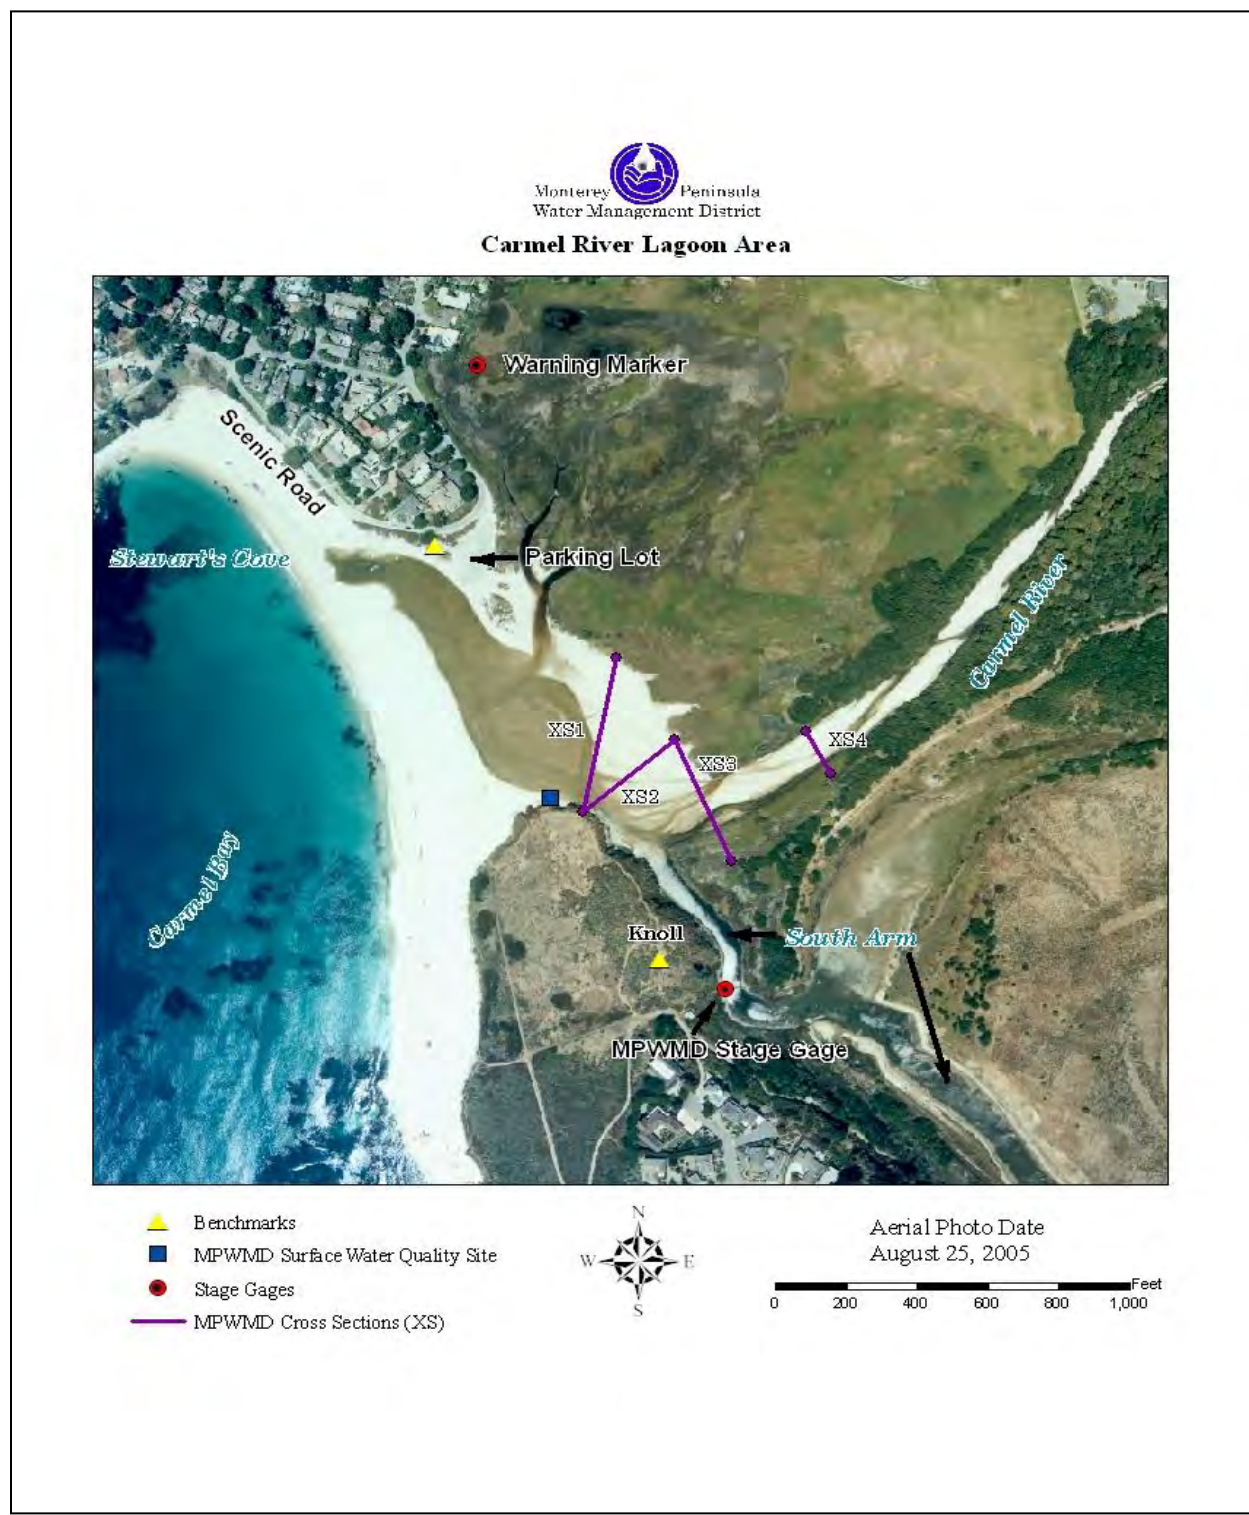 Monterey Peninsula
Water Management District
Carmel River Lagoon Area
Warning Marker
Scenic Road
Stewart's Cove
Parking Lot
Carmel River
XS1
XS4
XS3
XS2
Carmel Bay
Knoll
South Arm
MPWMD Stage Gage
Benchmarks
MPWMD Surface Water Quality Site
Stage Gages
MPWMD Cross Sections (XS)
N
W E
S
Aerial Photo Date
August 25, 2005
Feet
0 200 400 600 800 1,000